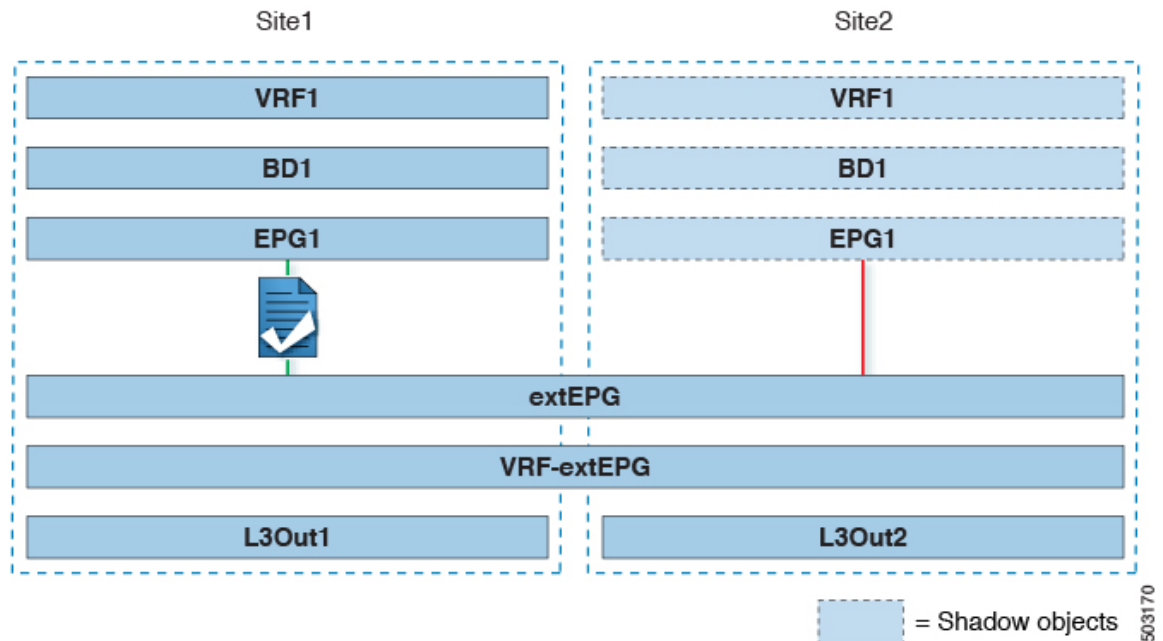 Site1
Site2
VRF1
VRF1
BD1
BD1
EPG1
EPG1
extEPG
VRF-extEPG
L3Out1
L3Out2
= Shadow objects
503170